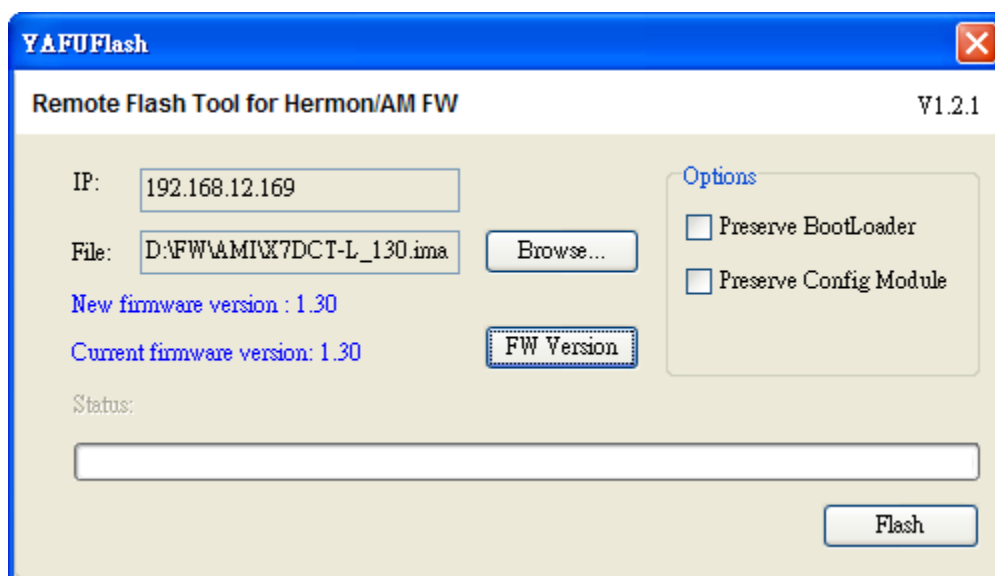 YAFUFlash
Remote Flash Tool for Hermon/AM FW
V1.2.1
IP:
192.168.12.169
File:
D:\FW\AMI\X7DCT-L_130.ima
Browse...
New firmware version : 1.30
Current firmware version: 1.30
FW Version
Options
Preserve BootLoader
Preserve Config Module
Status:
Flash